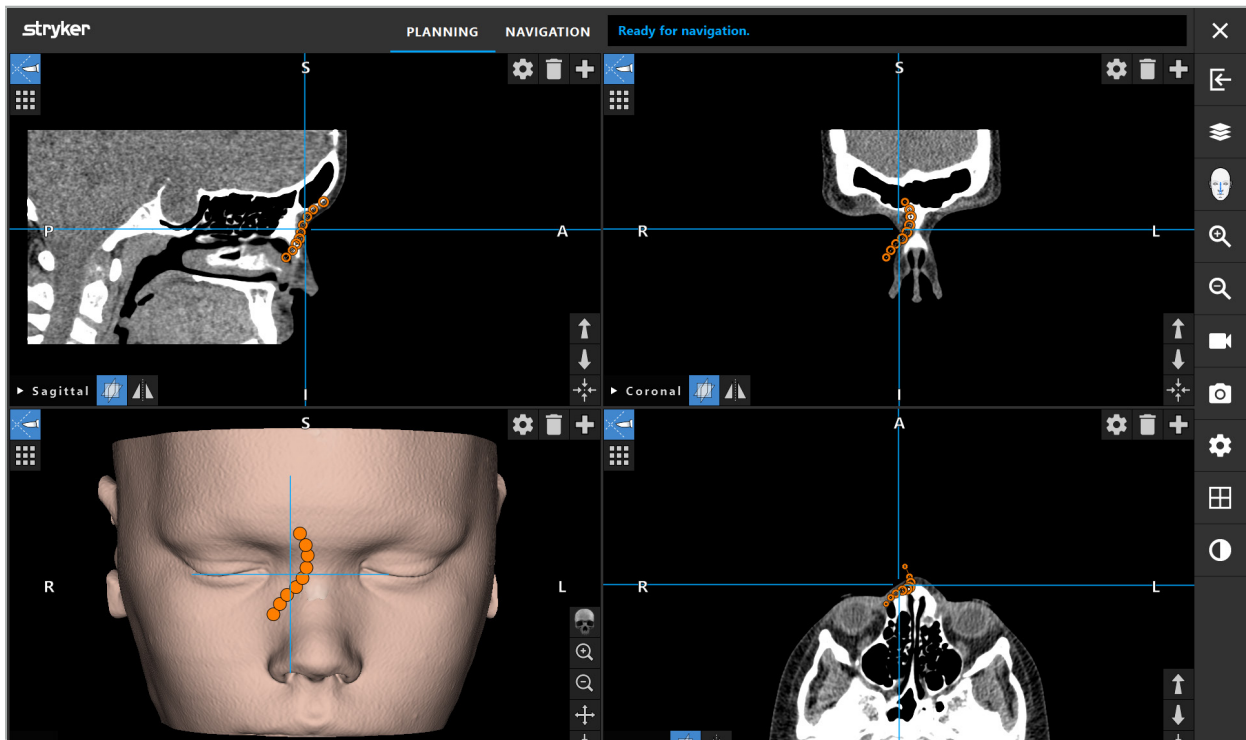 stryker
PLANNING NAVIGATION
Ready for navigation.
S
P
A
I
Sagittal
S
R
L
I
Coronal
S
R
L
A
R
L